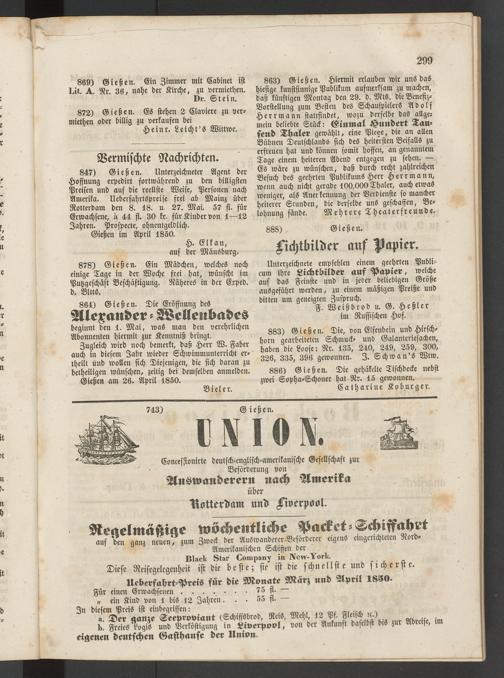 299
869) Gießen. Ein Zimmer mit Cabinet ist
Lit. A. Nr. 36, nahe der Kirche, zu vermiethen.
Dr. Stein.
872) Gießen. Es stehen 2 Claviere zu ver-
miethen oder billig zu verkaufen bei
Heinr. Leicht's Wittwe.
Vermischte Nachrichten.
847) Gießen. Unterzeichneter Agent der
Hoffnung expedirt fortwährend zu den billigsten
Preisen und auf die reellste Weise, Personen nach
Amerika. Ueberfahrtspreise frei ab Mainz über
Rotterdam den 8. 18. u. 27. Mai. 57 fl. für
Erwachsene, à 44 fl. 30 kr. für Kinder von 1—12
Jahren. Prospecte, unentgeldlich.
Gießen im April 1850.
H. Elkan,
auf der Mäusburg.
878) Gießen. Ein Mädchen, welches noch
einige Tage in der Woche frei hat, wünscht im
Putzgeschäft Beschäftigung. Näheres in der Exped.
d. Bltts.
864) Gießen. Die Eröffnung des
Alexander-Wellenbades
beginnt den 1. Mai, was man den verehrlichen
Abonnenten hiermit zur Kenntniß bringt.
Zugleich wird noch bemerkt, daß Herr W. Faber
auch in diesem Jahr wieder Schwimmunterricht er-
theilt und wollen sich Diejenigen, die sich daran zu
betheiligen wünschen, zeitig bei demselben anmelden.
Gießen am 26. April 1850.
Bieler.
863) Gießen. Hiermit erlauben wir uns das
hiesige kunstsinnige Publikum aufmerksam zu machen,
daß künftigen Montag den 29. d. Mts. die Benefiz-
Vorstellung zum Besten des Schauspielers Adolf
Herrmann stattfindet, wozu derselbe das allge-
mein beliebte Stück: Einmal Hundert Tau-
send Thaler gewählt, eine Pieçe, die an allen
Bühnen Deutschlands sich des heitersten Beifalls zu
erfreuen hat und können somit hoffen, an genanntem
Tage einem heiteren Abend entgegen zu sehen. —
Es wäre zu wünschen, daß durch recht zahlreichen
Besuch des geehrten Publikums Herr Herrmann,
wenn auch nicht gerade 100,000 Thaler, auch etwas
weniger, als Anerkennung der Verdienste so mancher
heiterer Stunden, die derselbe uns geschaffen, Be-
lohnung fände. Mehrere Theaterfreunde.
885) Gießen.
Lichtbilder auf Papier.
Unterzeichnete empfehlen einem geehrten Publi-
cum ihre Lichtbilder auf Papier, welche
auf das Feinste und in jeder beliebigen Größe
ausgeführt werden, zu einem mäßigen Preiße und
bitten um geneigten Zuspruch.
F. Weißbrod u. G. Heßler
im Russischen Hof.
883) Gießen. Die, von Elfenbein und Hirsch-
horn gearbeiteten Schmuck- und Galanteriesachen,
haben die Loose: Nr. 135, 240, 249, 259, 300,
326, 335, 396 gewonnen. J. Schwan's Wtw.
886) Gießen. Die gehäkelte Tischdecke nebst
zwei Sopha-Schoner hat Nr. 15 gewonnen.
Catharine Koburger.
743) Gießen.
UNION.
Concessionirte deutsch-englisch-amerikanische Gesellschaft zur
Beförderung von
Auswanderern nach Amerika
über
Rotterdam und Liverpool.
Regelmäßige wöchentliche Packet-Schiffahrt
auf den ganz neuen, zum Zweck der Auswanderer-Beförderer eigens eingerichteten Nord-
Amerikanischen Schiffen der
Black Star Company in New-York.
Diese Reisegelegenheit ist die beste; sie ist die schnellste und sicherste.
Ueberfahrt-Preis für die Monate März und April 1850.
Für einen Erwachsenen . . . . . . 75 fl. —
„ ein Kind von 1 bis 12 Jahren . . . 55 fl. —
In diesem Preis ist einbegriffen:
a. Der ganze Seeproviant (Schiffsbrod, Reis, Mehl, 12 Pf. Fleisch ꝛc.)
b. Freies Logis und Verköstigung in Liverpool, von der Ankunft daselbst bis zur Abreise, im
eigenen deutschen Gasthause der Union.